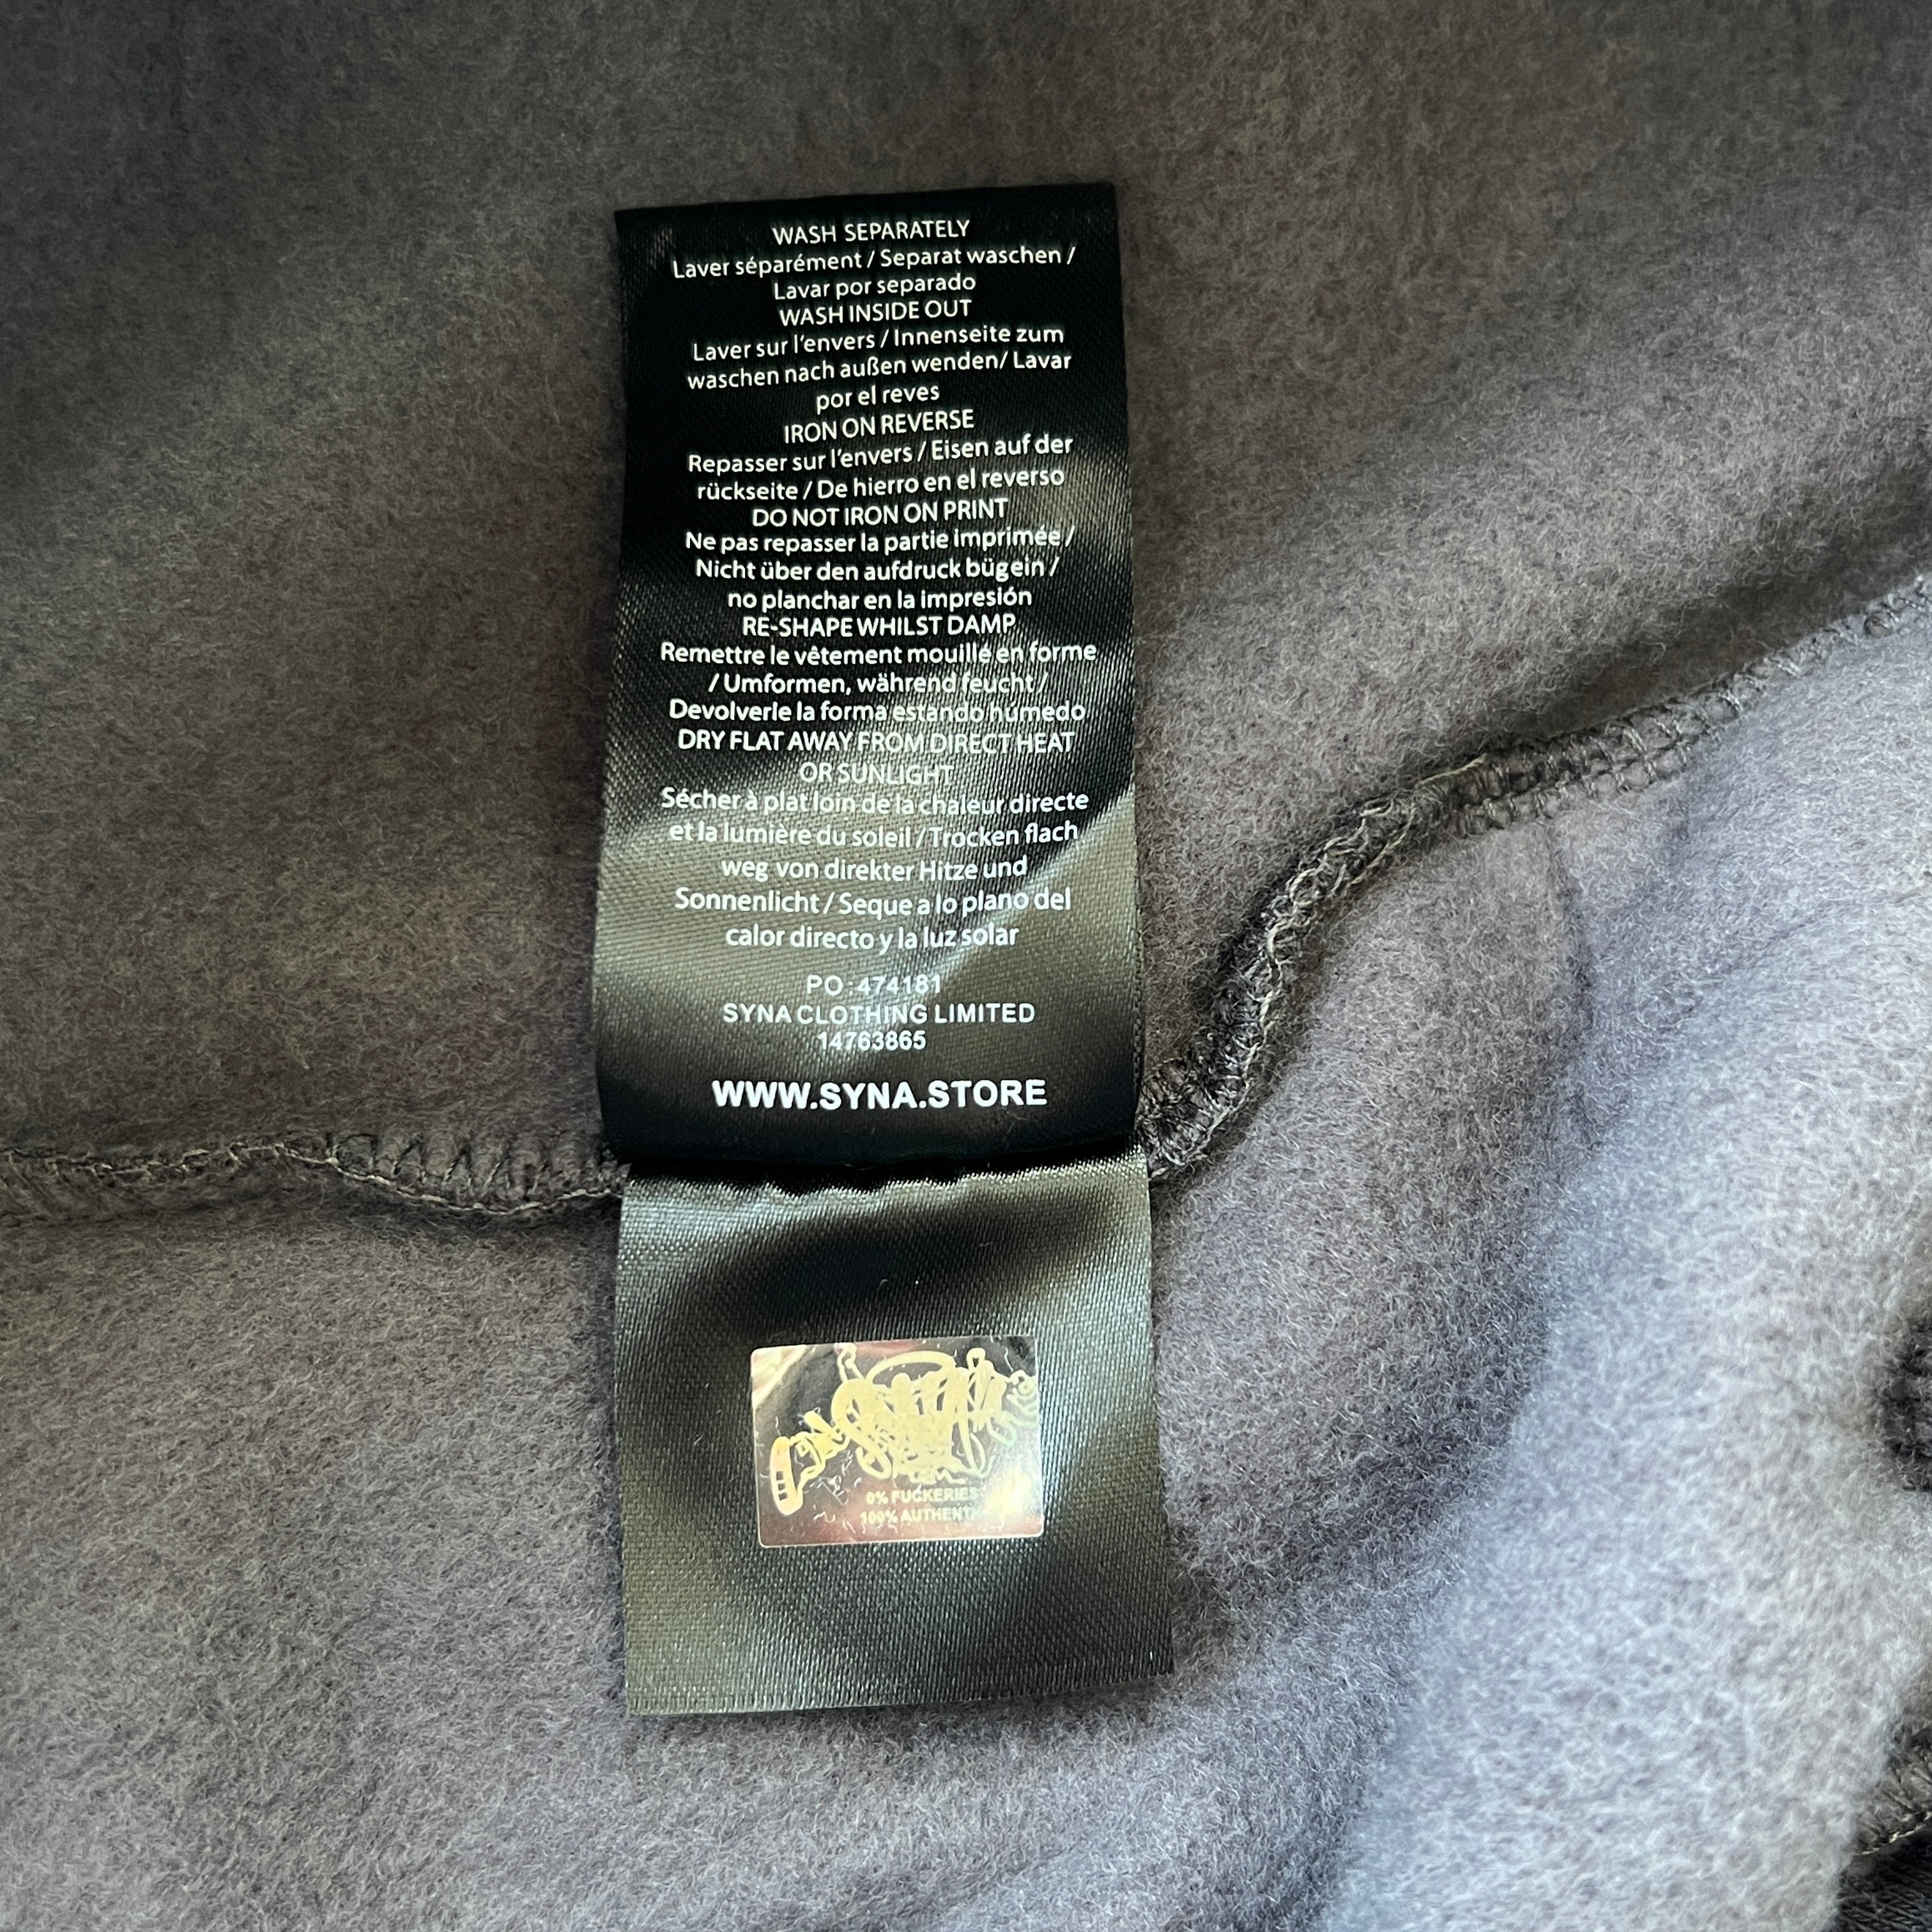 WASH SEPARATELY
Laver séparément / Separat waschen /
Lavar por separado
WASH INSIDE OUT
Laver sur l'envers / Innenseite zum
waschen nach außen wenden/ Lavar
por el reves
IRON ON REVERSE
Repasser sur l'envers / Eisen auf der
rückseite / De hierro en el reverso
DO NOT IRON ON PRINT
Ne pas repasser la partie imprimée /
Nicht über den aufdruck bügein /
no planchar en la impresión
RE-SHAPE WHILST DAMP
Remettre le vêtement mouillé en forme
/ Umformen, während feucht /
Devolverle la forma estando húmedo
DRY FLAT AWAY FROM DIRECT HEAT
OR SUNLIGHT
Sécher à plat loin de la chaleur directe
et la lumière du soleil / Trocken flach
weg von direkter Hitze und
Sonnenlicht / Seque a lo plano del
calor directo y la luz solar
PO-474181
SYNA CLOTHING LIMITED
14763865
WWW.SYNA.STORE
0% FUCKERIES
100%